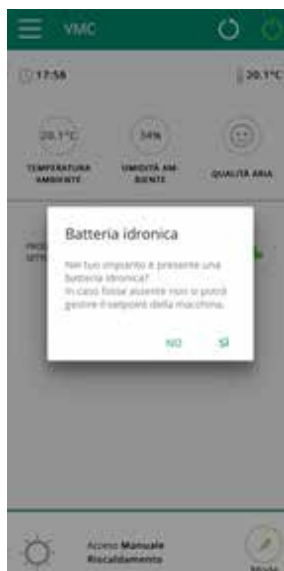 VMC
17:58
20.1°C
20.1°C
34%
TEMPERATURA
AMBIENTE
UMIDITÀ AM-
BIENTE
QUALITÀ ARIA
Batteria idronica
Nel tuo impianto è presente una
batteria idronica?
In caso fosse assente non si potrà
gestire il setpoint della macchina.
NO
SÌ
Acceso Manuale
Riscaldamento
Mode